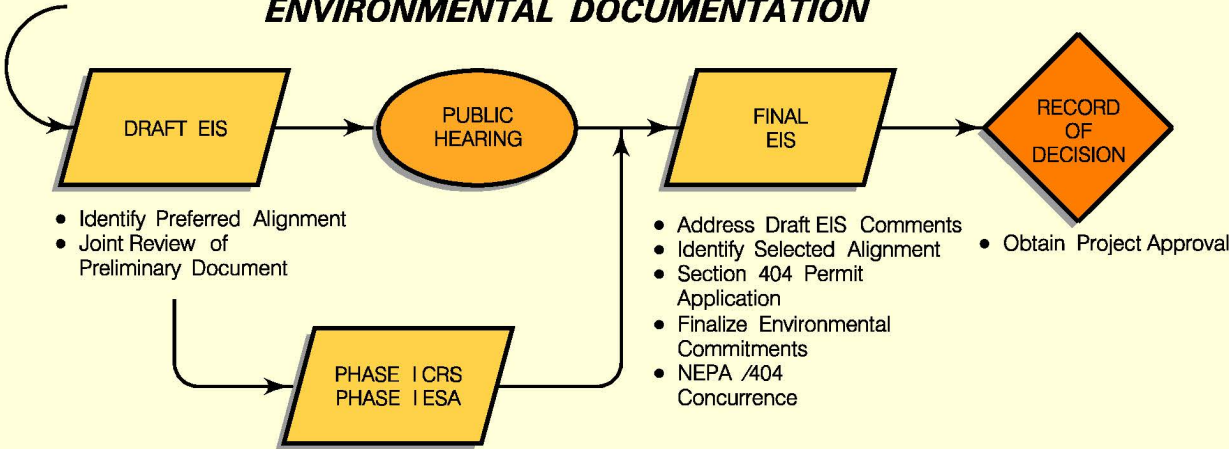 ENVIRONMENTAL DOCUMENTATION
DRAFT EIS
PUBLIC
HEARING
FINAL
EIS
RECORD
OF
DECISION
• Identify Preferred Alignment
• Joint Review of
Preliminary Document
• Address Draft EIS Comments
• Identify Selected Alignment
• Section 404 Permit
Application
• Finalize Environmental
Commitments
• NEPA /404
Concurrence
• Obtain Project Approval
PHASE I CRS
PHASE I ESA